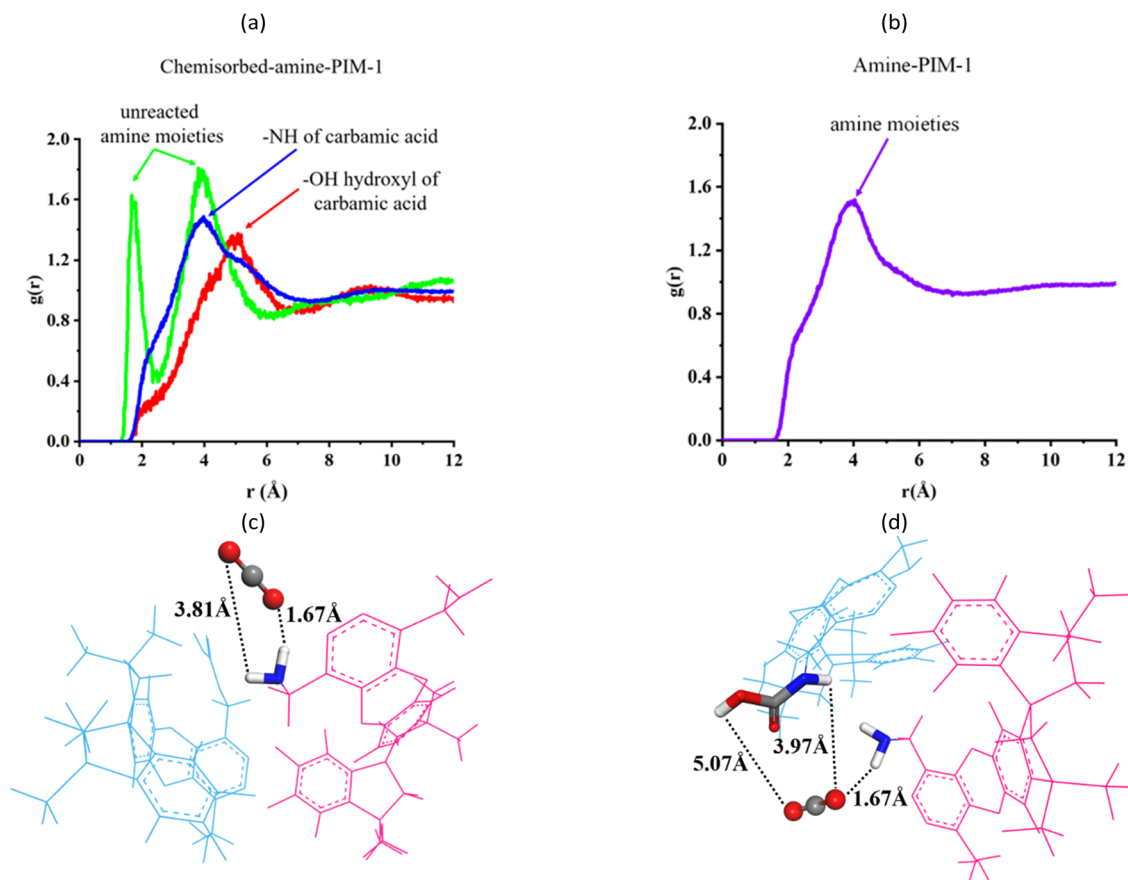 (a)
Chemisorbed-amine-PIM-1
unreacted
amine moieties
-NH of carbamic acid
-OH hydroxyl of
carbamic acid
g(r)
2.0
1.6
1.2
0.8
0.4
0.0
0 2 4 6 8 10 12
r (Å)
(b)
Amine-PIM-1
amine moieties
g(r)
2.0
1.6
1.2
0.8
0.4
0.0
0 2 4 6 8 10 12
r(Å)
(c)
3.81Å
1.67Å
(d)
3.97Å
5.07Å
1.67Å